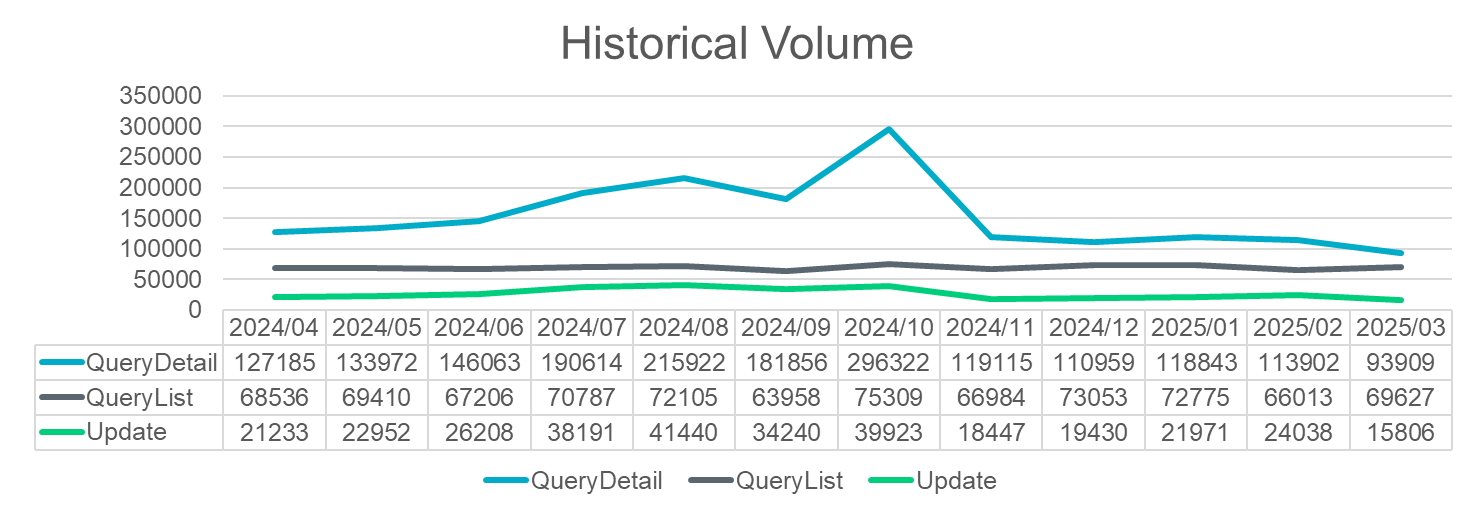 Historical Volume
350000
300000
250000
200000
150000
100000
50000
0
2024/04 2024/05 2024/06 2024/07 2024/08 2024/09 2024/10 2024/11 2024/12 2025/01 2025/02 2025/03
QueryDetail 127185 133972 146063 190614 215922 181856 296322 119115 110959 118843 113902 93909
QueryList 68536 69410 67206 70787 72105 63958 75309 66984 73053 72775 66013 69627
Update 21233 22952 26208 38191 41440 34240 39923 18447 19430 21971 24038 15806
QueryDetail QueryList Update